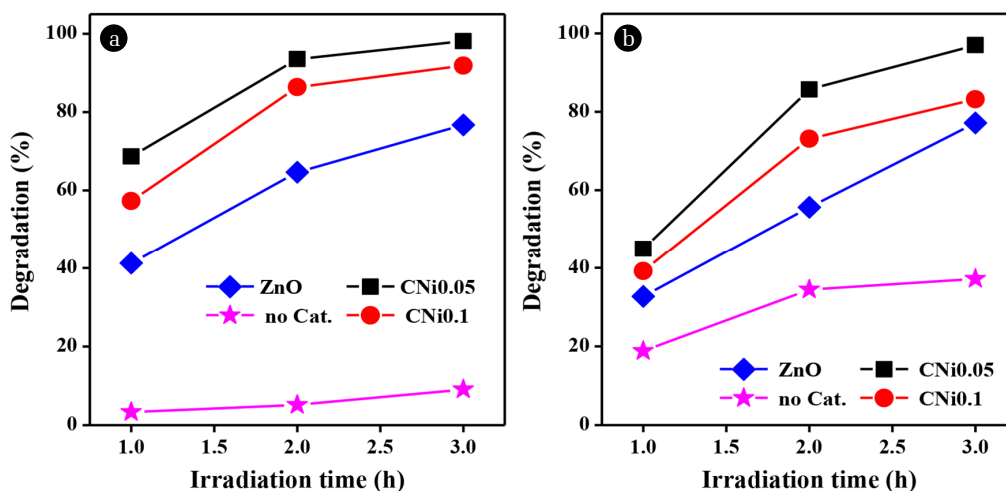 a
100
80
60
40
20
0
Degradation (%)
ZnO
CNi0.05
no Cat.
CNi0.1
1.0 1.5 2.0 2.5 3.0
Irradiation time (h)
b
100
80
60
40
20
0
Degradation (%)
ZnO
CNi0.05
no Cat.
CNi0.1
1.0 1.5 2.0 2.5 3.0
Irradiation time (h)